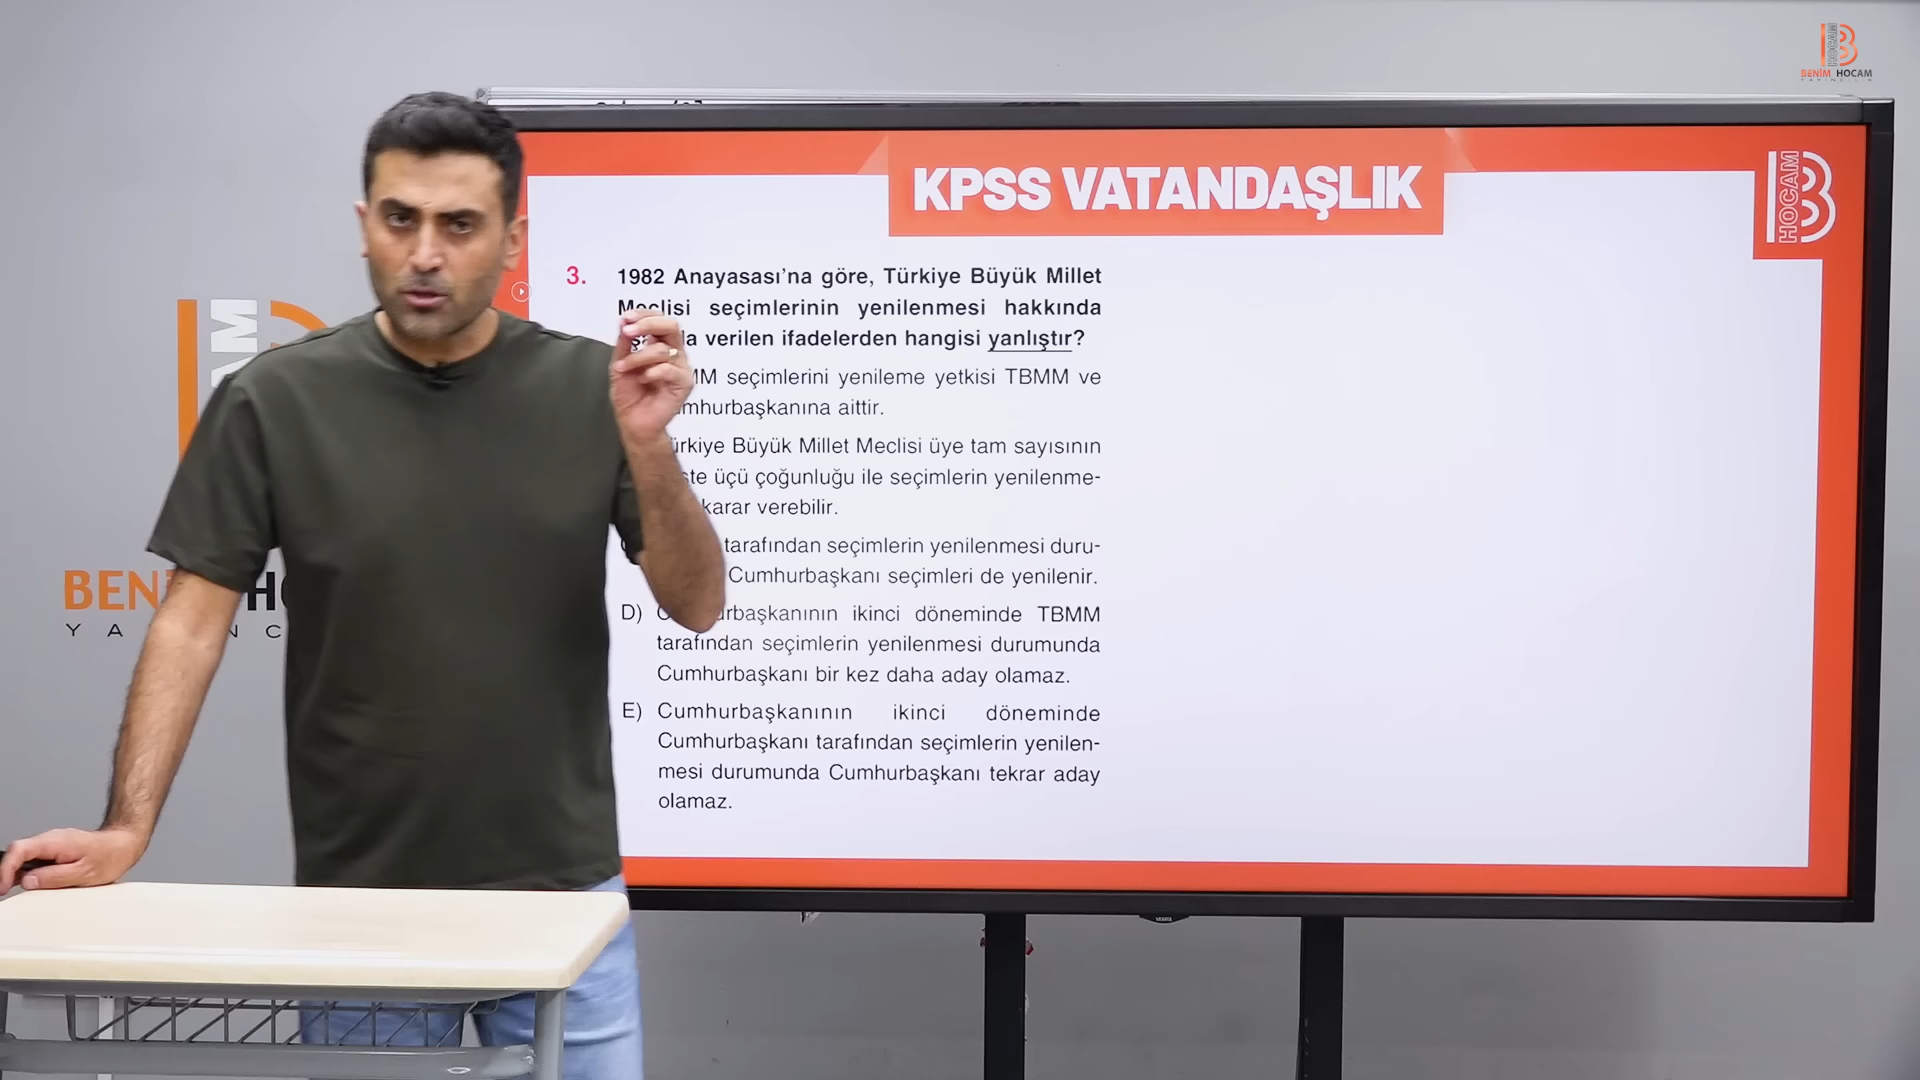 HOCAM
BENİM HOCAM
YAYINCILIK
KPSS VATANDAŞLIK
HOCAM
3. 1982 Anayasası'na göre, Türkiye Büyük Millet
Meclisi seçimlerinin yenilenmesi hakkında
verilen ifadelerden hangisi yanlıştır?
seçimlerini yenileme yetkisi TBMM ve
aittir.
Büyük Millet Meclisi üye tam sayısının
üçü çoğunluğu ile seçimlerin yenilenme-
karar verebilir.
tarafından seçimlerin yenilenmesi duru-
Cumhurbaşkanı seçimleri de yenilenir.
D) ikinci döneminde TBMM
tarafından seçimlerin yenilenmesi durumunda
Cumhurbaşkanı bir kez daha aday olamaz.
E) Cumhurbaşkanının ikinci döneminde
Cumhurbaşkanı tarafından seçimlerin yenilen-
mesi durumunda Cumhurbaşkanı tekrar aday
olamaz.